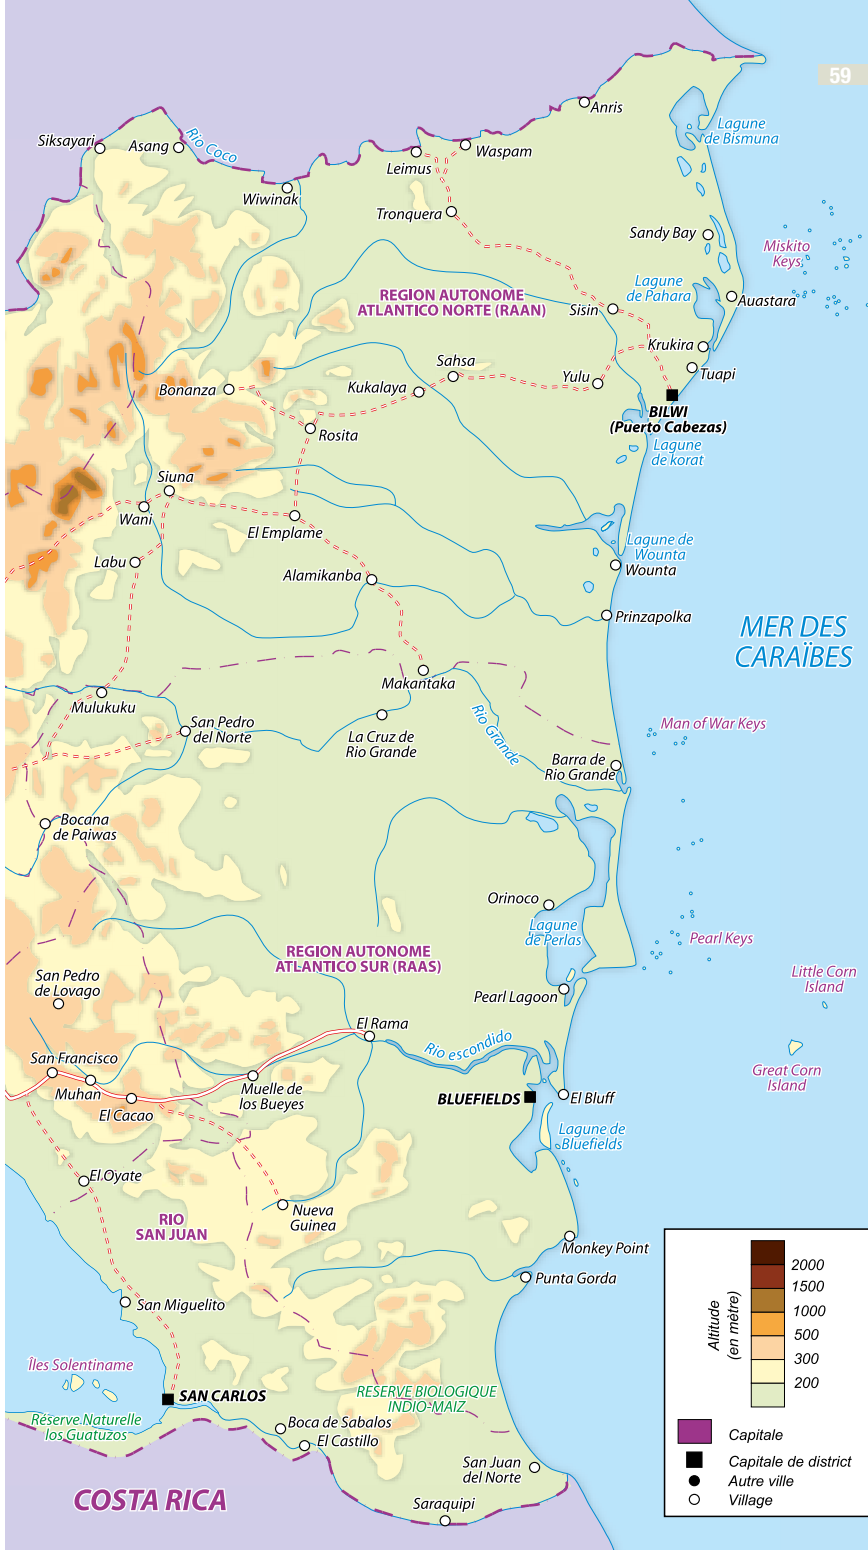 59
Anris
Lagune
de Bismuna
Siksayari
Asang
Rio Coco
Waspam
Leimus
Wiwinak
Tronquera
Sandy Bay
Miskito
Keys
REGION AUTONOME
ATLANTICO NORTE (RAAN)
Lagune
de Pahara
Auastara
Sisin
Krukira
Sahsa
Tuapi
Bonanza
Kukalaya
Yulu
BILWI
(Puerto Cabezas)
Rosita
Lagune
de korat
Siuna
Wani
El Emplame
Lagune de
Wounta
Labu
Wounta
Alamikanba
Prinzapolka
MER DES
CARAÏBES
Makantaka
Mulukuku
San Pedro
del Norte
La Cruz de
Rio Grande
Rio Grande
Man of War Keys
Barra de
Rio Grande
Bocana
de Paiwas
Orinoco
Lagune
de Perlas
Pearl Keys
REGION AUTONOME
ATLANTICO SUR (RAAS)
San Pedro
de Lovago
Little Corn
Island
Pearl Lagoon
El Rama
Rio escondido
San Francisco
Great Corn
Island
Muhan
Muelle de
los Bueyes
El Cacao
BLUEFIELDS
El Bluff
Lagune de
Bluefields
El Oyate
RIO
SAN JUAN
Nueva
Guinea
Monkey Point
Punta Gorda
San Miguelito
Îles Solentiname
SAN CARLOS
RESERVE BIOLOGIQUE
INDIO-MAIZ
Réserve Naturelle
los Guatuzos
Boca de Sabalos
El Castillo
San Juan
del Norte
COSTA RICA
Saraquipi
Altitude
(en mètre)
2000
1500
1000
500
300
200
Capitale
Capitale de district
Autre ville
Village